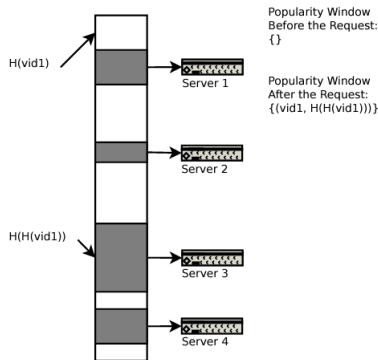 Popularity Window
Before the Request:
{}
H(vid1)
Server 1
Popularity Window
After the Request:
{(vid1, H(H(vid1)))}
Server 2
H(H(vid1))
Server 3
Server 4